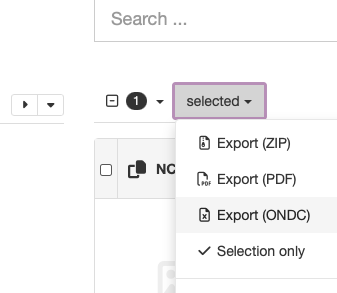 Search ...
1
selected
Export (ZIP)
Export (PDF)
Export (ONDC)
Selection only
NC